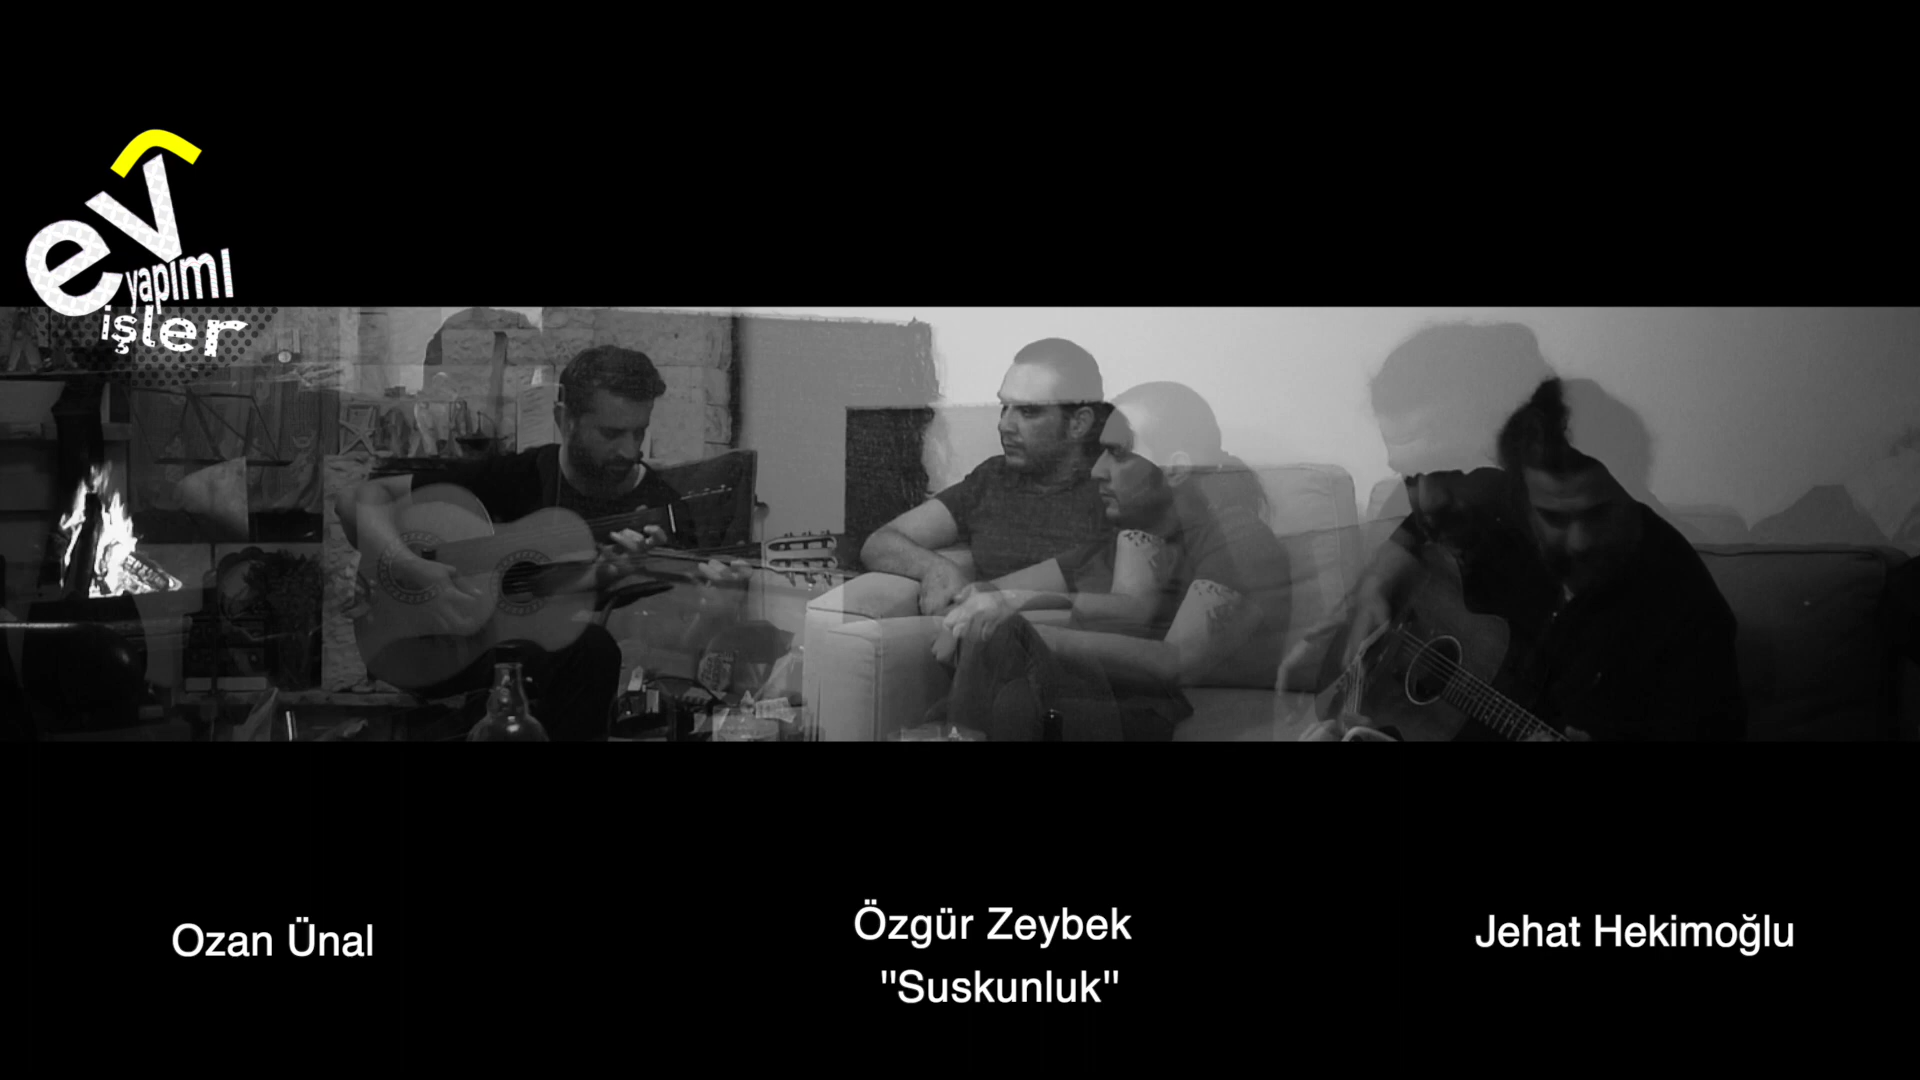 ev
yapımı
işler
Ozan Ünal
Özgür Zeybek
"Suskunluk"
Jehat Hekimoğlu